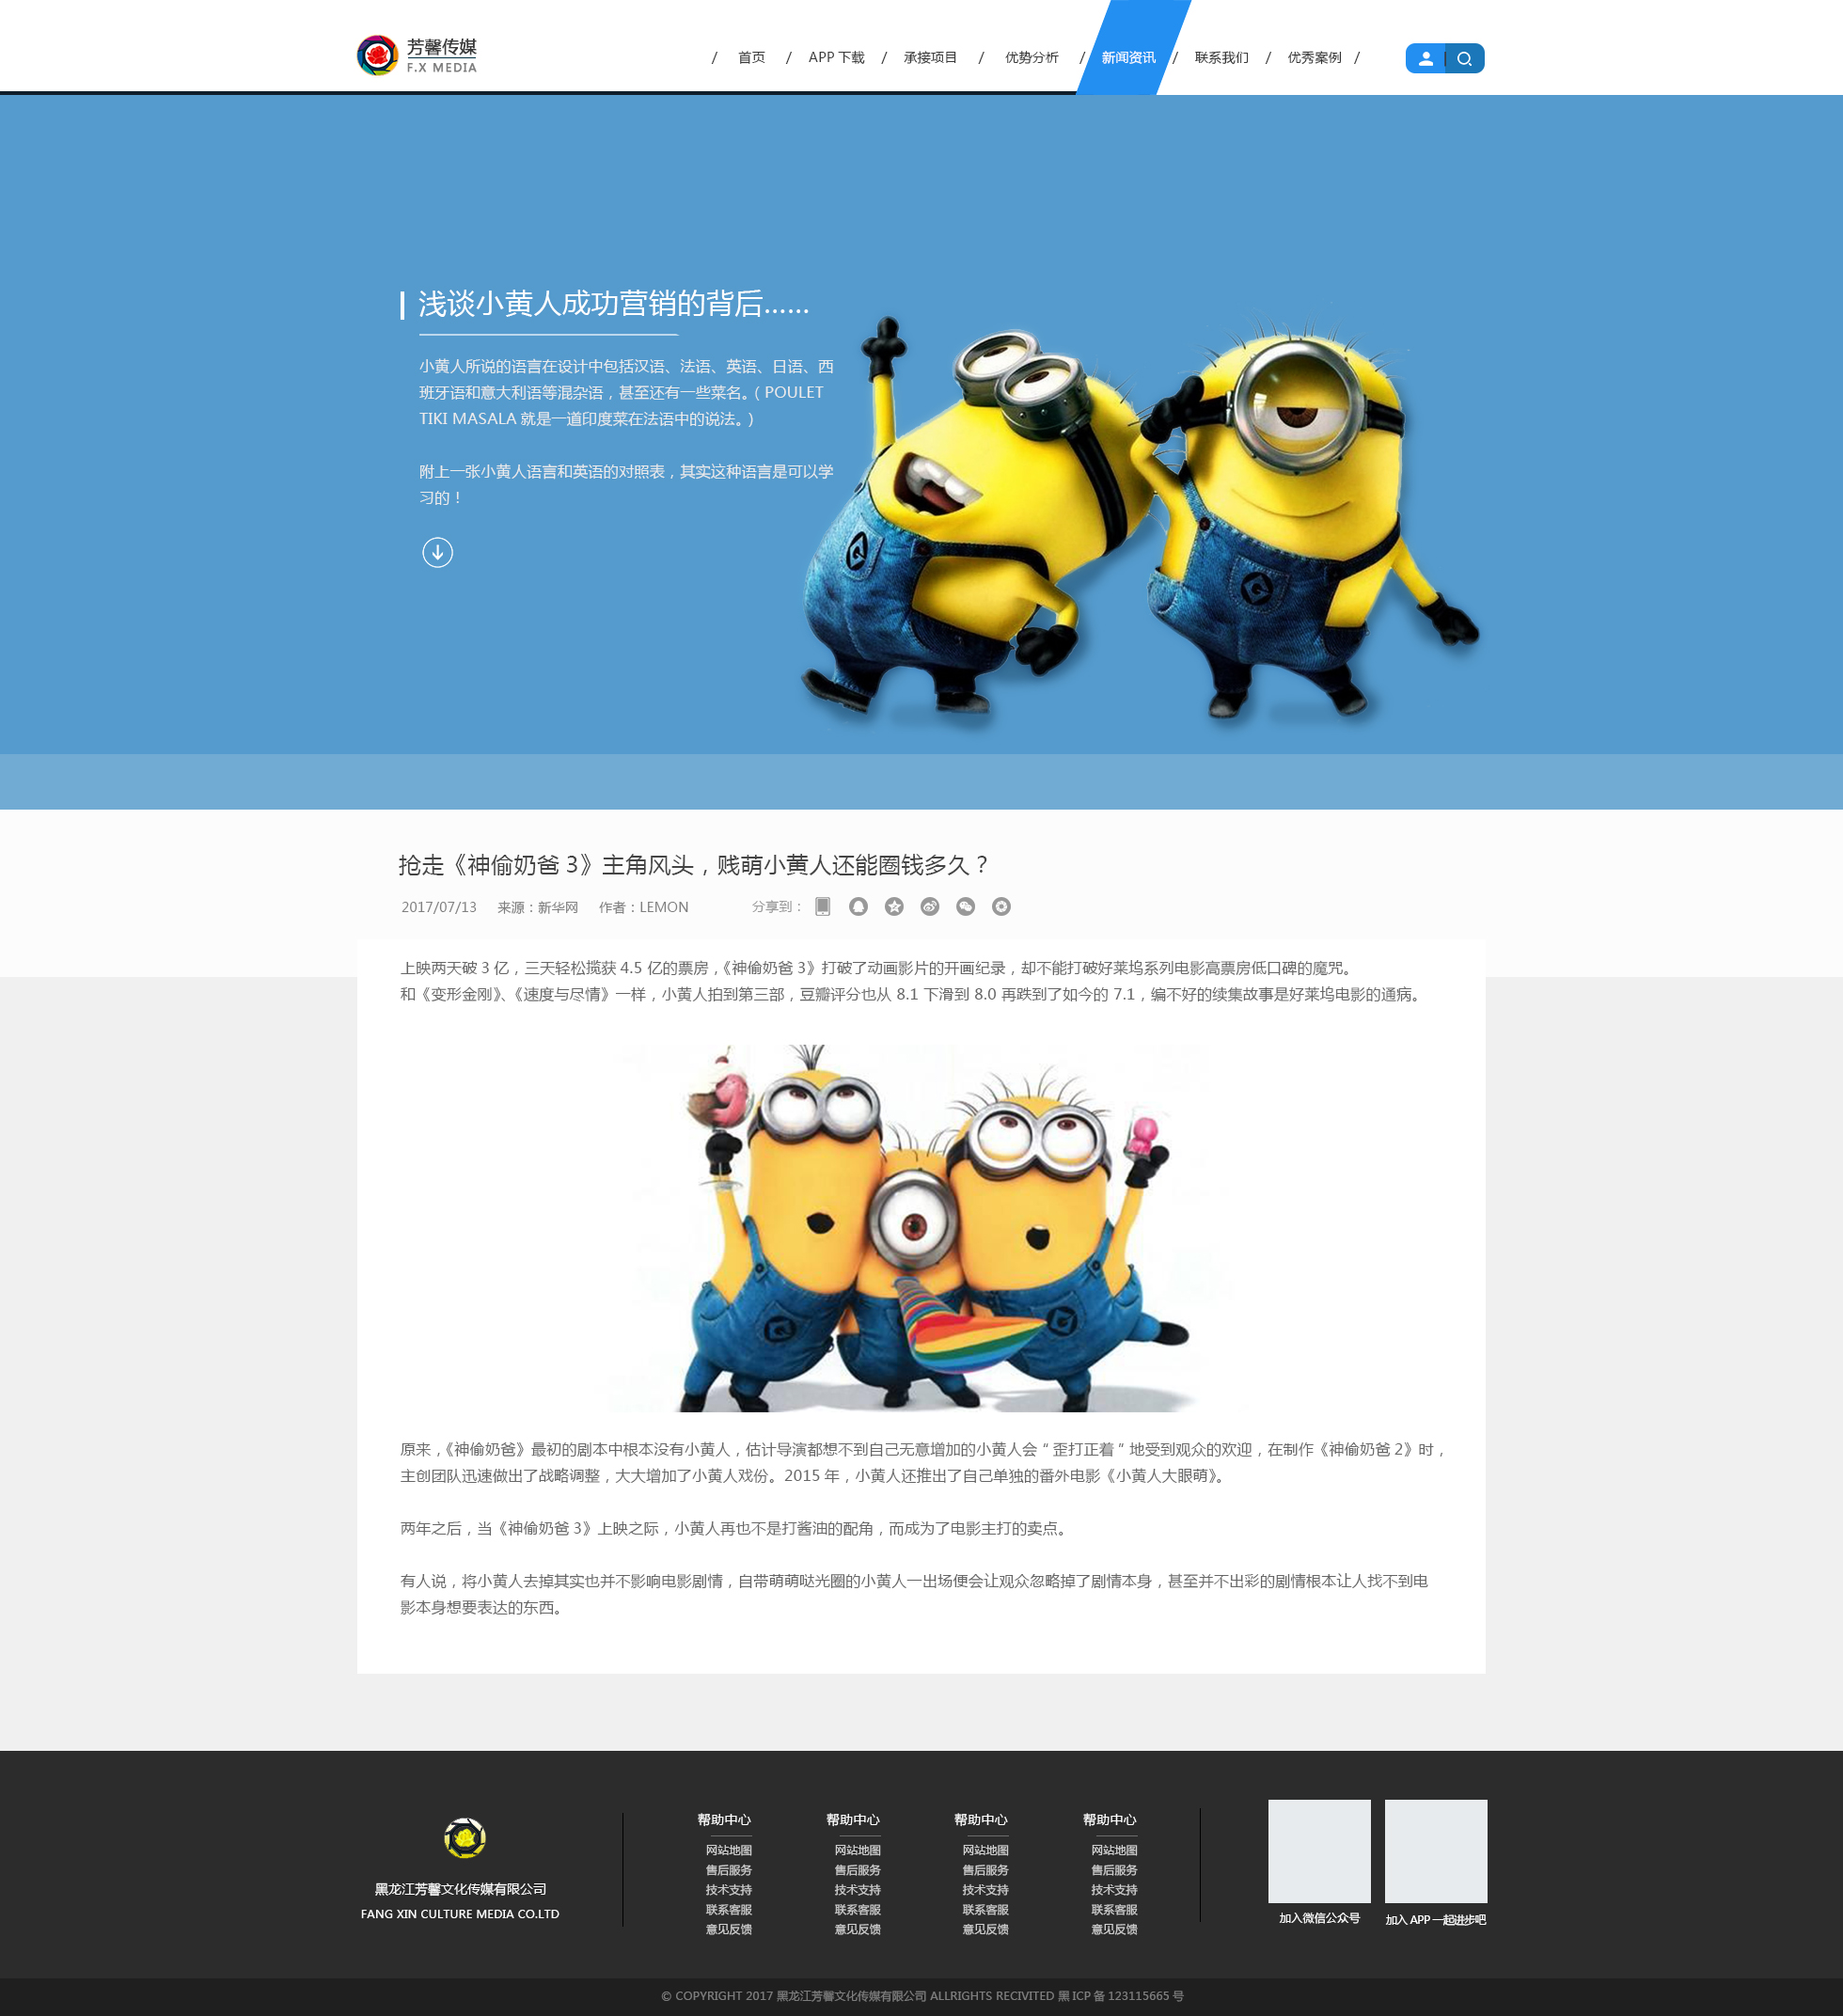 芳馨传媒
F.X MEDIA
/ 首页 / APP 下载 / 承接项目 / 优势分析 / 新闻资讯 / 联系我们 / 优秀案例 /
浅谈小黄人成功营销的背后......
小黄人所说的语言在设计中包括汉语、法语、英语、日语、西
班牙语和意大利语等混杂语，甚至还有一些菜名。( POULET
TIKI MASALA 就是一道印度菜在法语中的说法。)
附上一张小黄人语言和英语的对照表，其实这种语言是可以学
习的！
抢走《神偷奶爸 3》主角风头，贱萌小黄人还能圈钱多久？
2017/07/13 来源：新华网 作者：LEMON 分享到：
上映两天破 3 亿，三天轻松揽获 4.5 亿的票房，《神偷奶爸 3》打破了动画影片的开画纪录，却不能打破好莱坞系列电影高票房低口碑的魔咒。
和《变形金刚》、《速度与尽情》一样，小黄人拍到第三部，豆瓣评分也从 8.1 下滑到 8.0 再跌到了如今的 7.1，编不好的续集故事是好莱坞电影的通病。
原来，《神偷奶爸》最初的剧本中根本没有小黄人，估计导演都想不到自己无意增加的小黄人会 " 歪打正着 " 地受到观众的欢迎，在制作《神偷奶爸 2》时，
主创团队迅速做出了战略调整，大大增加了小黄人戏份。2015 年，小黄人还推出了自己单独的番外电影《小黄人大眼萌》。
两年之后，当《神偷奶爸 3》上映之际，小黄人再也不是打酱油的配角，而成为了电影主打的卖点。
有人说，将小黄人去掉其实也并不影响电影剧情，自带萌萌哒光圈的小黄人一出场便会让观众忽略掉了剧情本身，甚至并不出彩的剧情根本让人找不到电
影本身想要表达的东西。
黑龙江芳馨文化传媒有限公司
FANG XIN CULTURE MEDIA CO.LTD
帮助中心 帮助中心 帮助中心 帮助中心
网站地图 网站地图 网站地图 网站地图
售后服务 售后服务 售后服务 售后服务
技术支持 技术支持 技术支持 技术支持
联系客服 联系客服 联系客服 联系客服
意见反馈 意见反馈 意见反馈 意见反馈
加入微信公众号 加入 APP 一起进步吧
© COPYRIGHT 2017 黑龙江芳馨文化传媒有限公司 ALLRIGHTS RECIVITED 黑 ICP 备 123115665 号